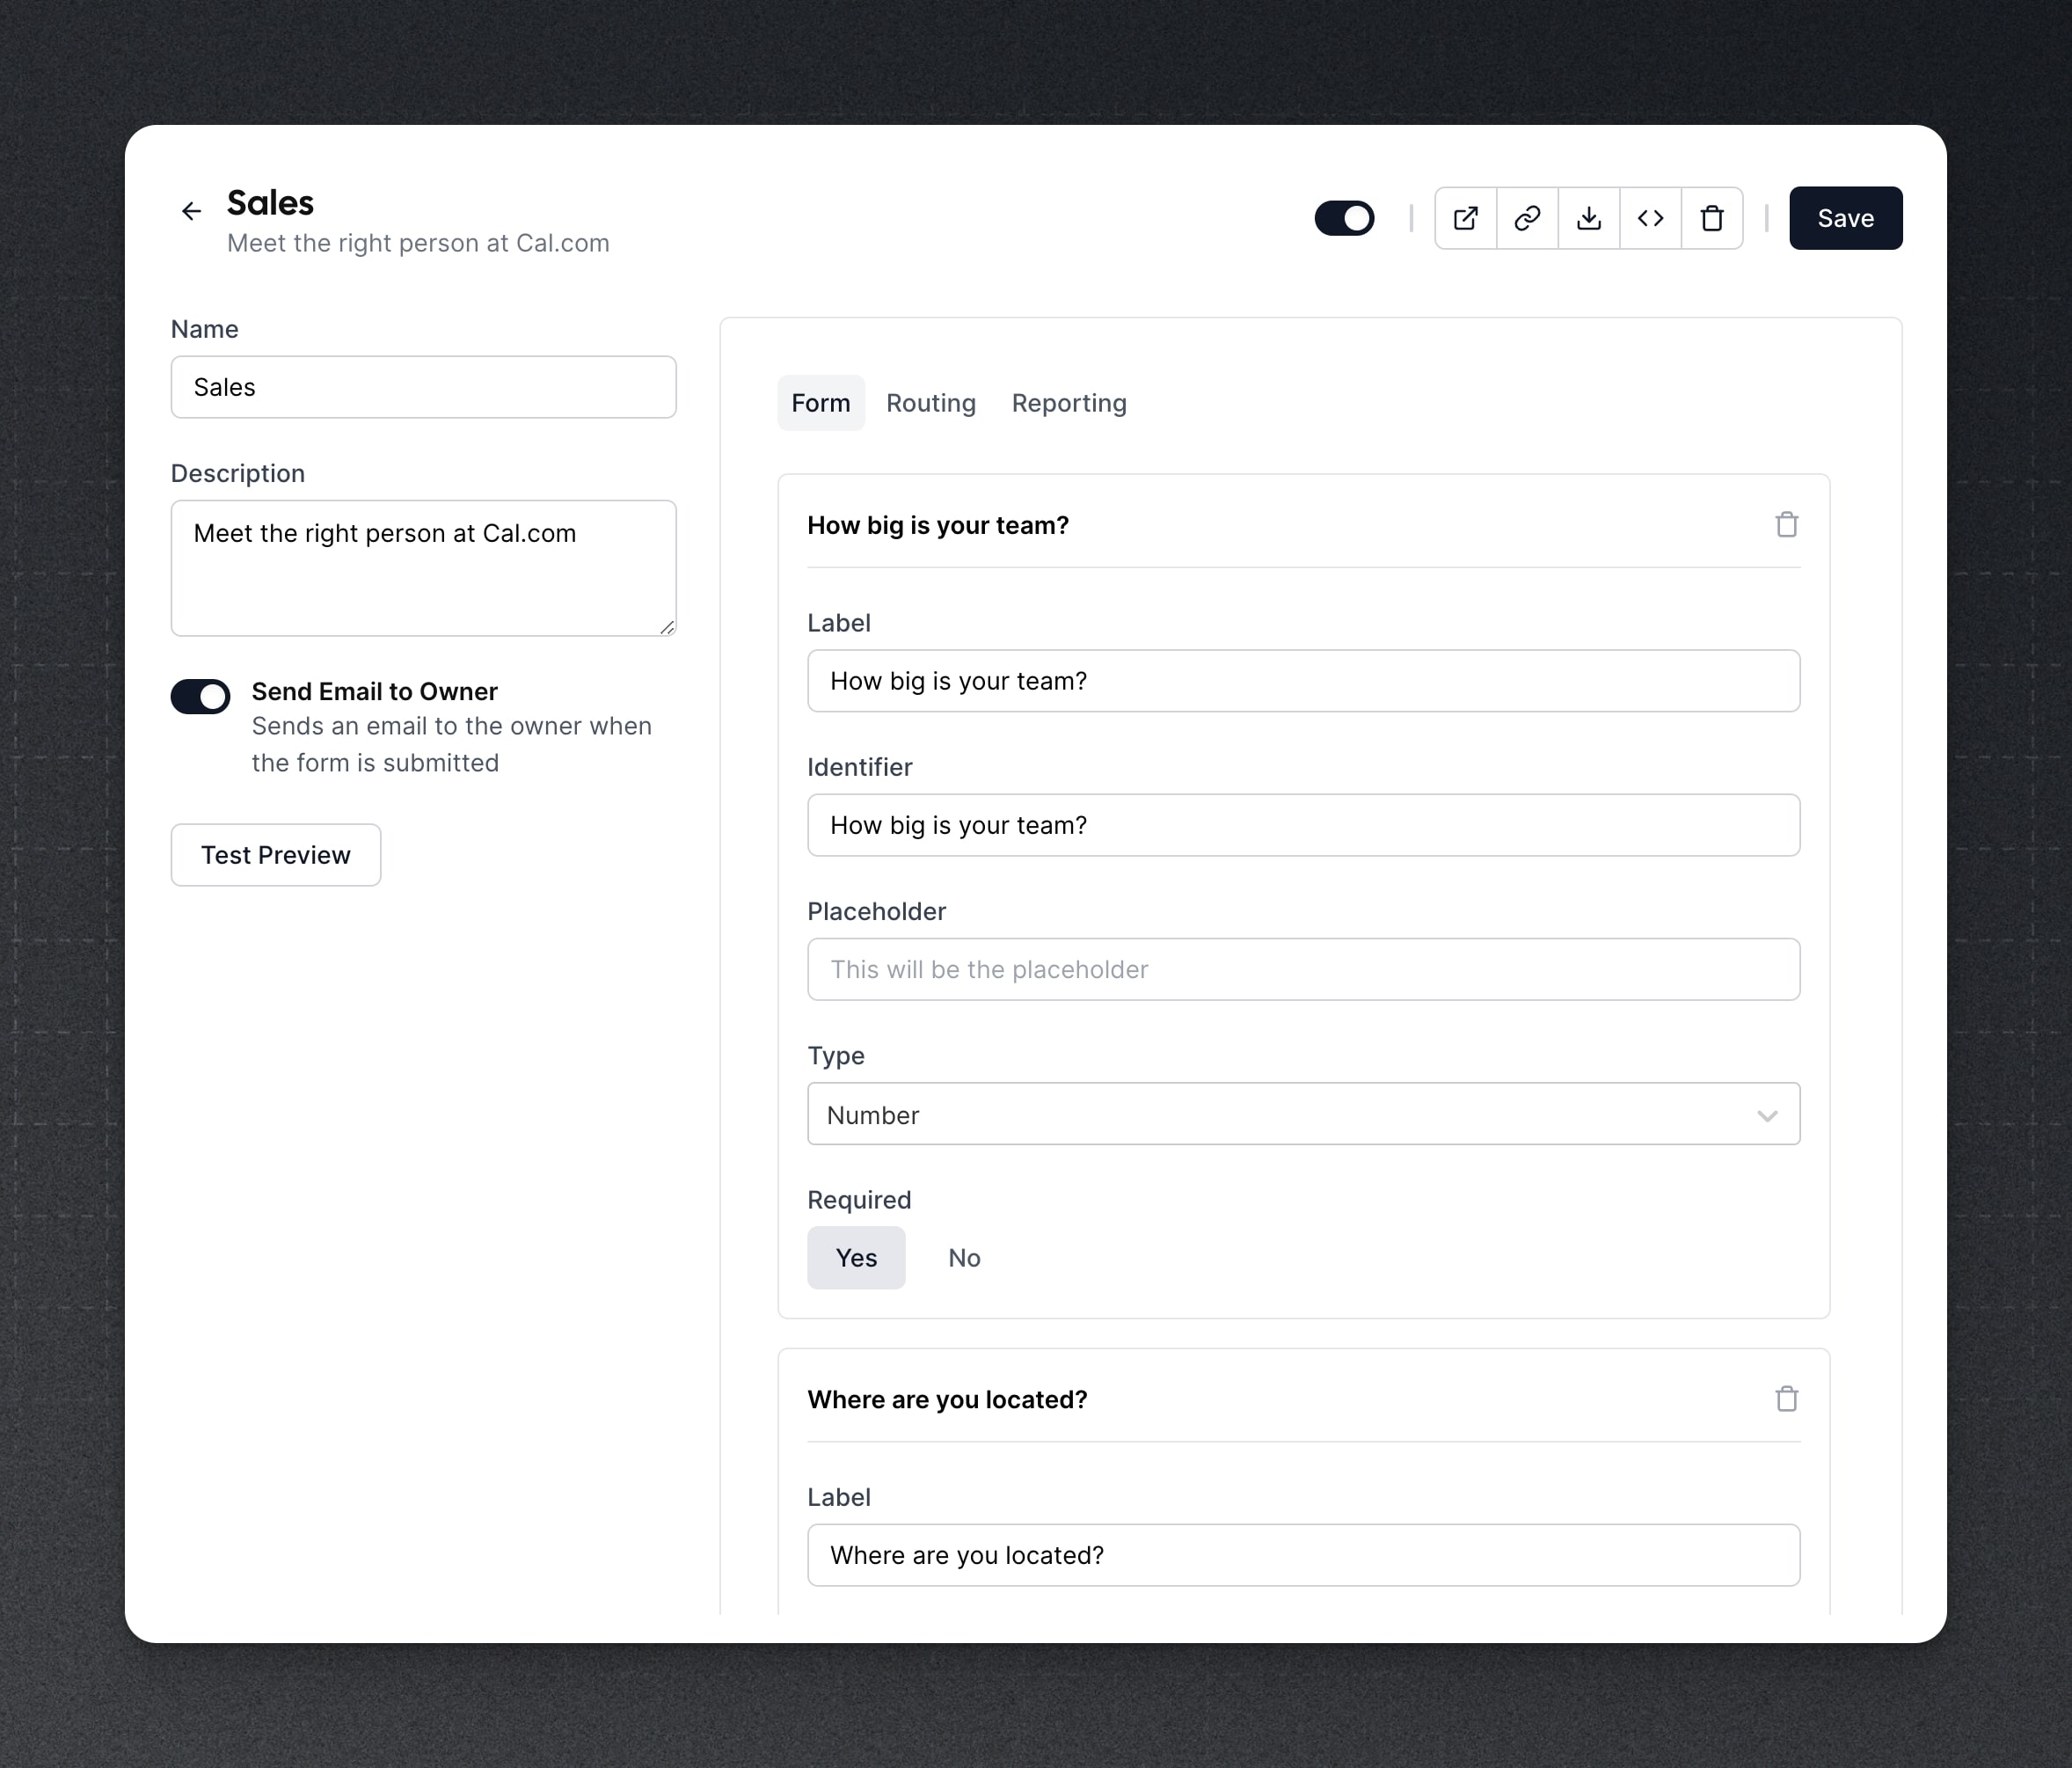 Sales
Meet the right person at Cal.com
Save
Name
Sales
Description
Meet the right person at Cal.com
Send Email to Owner
Sends an email to the owner when
the form is submitted
Test Preview
Form Routing Reporting
How big is your team?
Label
How big is your team?
Identifier
How big is your team?
Placeholder
This will be the placeholder
Type
Number
Required
Yes No
Where are you located?
Label
Where are you located?